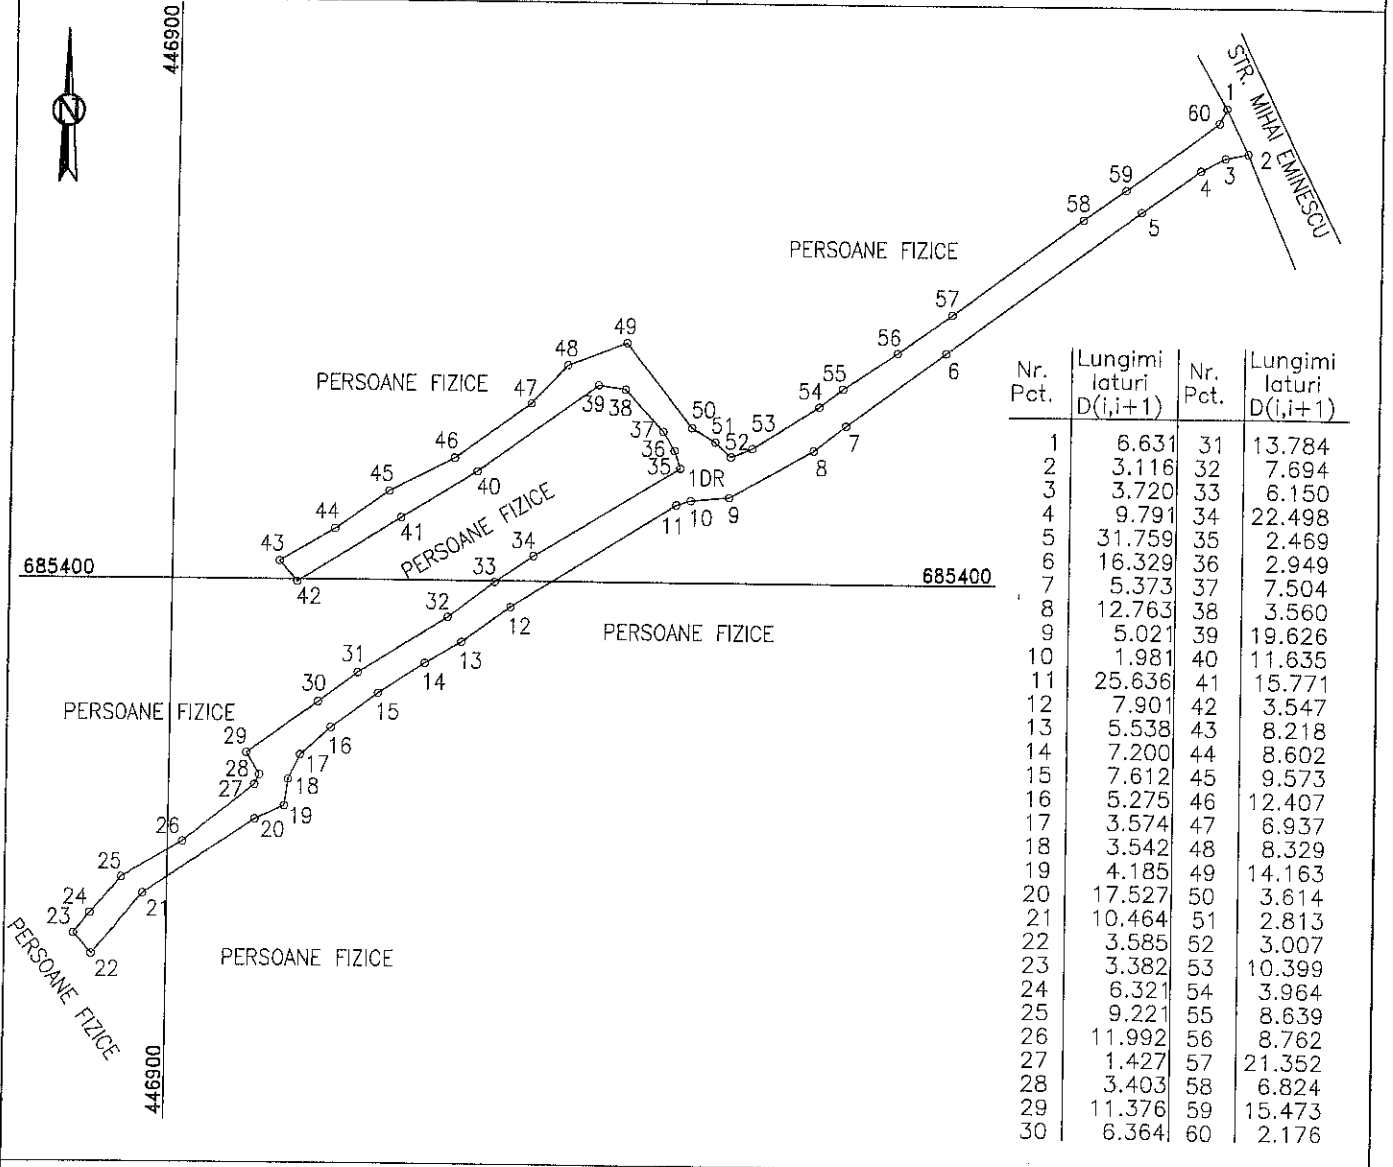 446900
N
STR. MIHAI EMINESCU
1
60
2
3
4
59
58
5
PERSOANE FIZICE
57
56
6
49
48
PERSOANE FIZICE
47
39
38
55
54
7
50
51
53
52
37
36
35
8
46
45
40
1DR
44
41
PERSOANE FIZICE
11
10
9
43
34
33
685400
685400
42
32
12
PERSOANE FIZICE
13
31
14
30
15
PERSOANE FIZICE
29
16
28
17
27
18
19
26
20
25
24
21
23
22
PERSOANE FIZICE
PERSOANE FIZICE
446900
Nr. Pct. Lungimi laturi D(i,i+1) Nr. Pct. Lungimi laturi D(i,i+1)
1 6.631 31 13.784
2 3.116 32 7.694
3 3.720 33 6.150
4 9.791 34 22.498
5 31.759 35 2.469
6 16.329 36 2.949
7 5.373 37 7.504
8 12.763 38 3.560
9 5.021 39 19.626
10 1.981 40 11.635
11 25.636 41 15.771
12 7.901 42 3.547
13 5.538 43 8.218
14 7.200 44 8.602
15 7.612 45 9.573
16 5.275 46 12.407
17 3.574 47 6.937
18 3.542 48 8.329
19 4.185 49 14.163
20 17.527 50 3.614
21 10.464 51 2.813
22 3.585 52 3.007
23 3.382 53 10.399
24 6.321 54 3.964
25 9.221 55 8.639
26 11.992 56 8.762
27 1.427 57 21.352
28 3.403 58 6.824
29 11.376 59 15.473
30 6.364 60 2.176